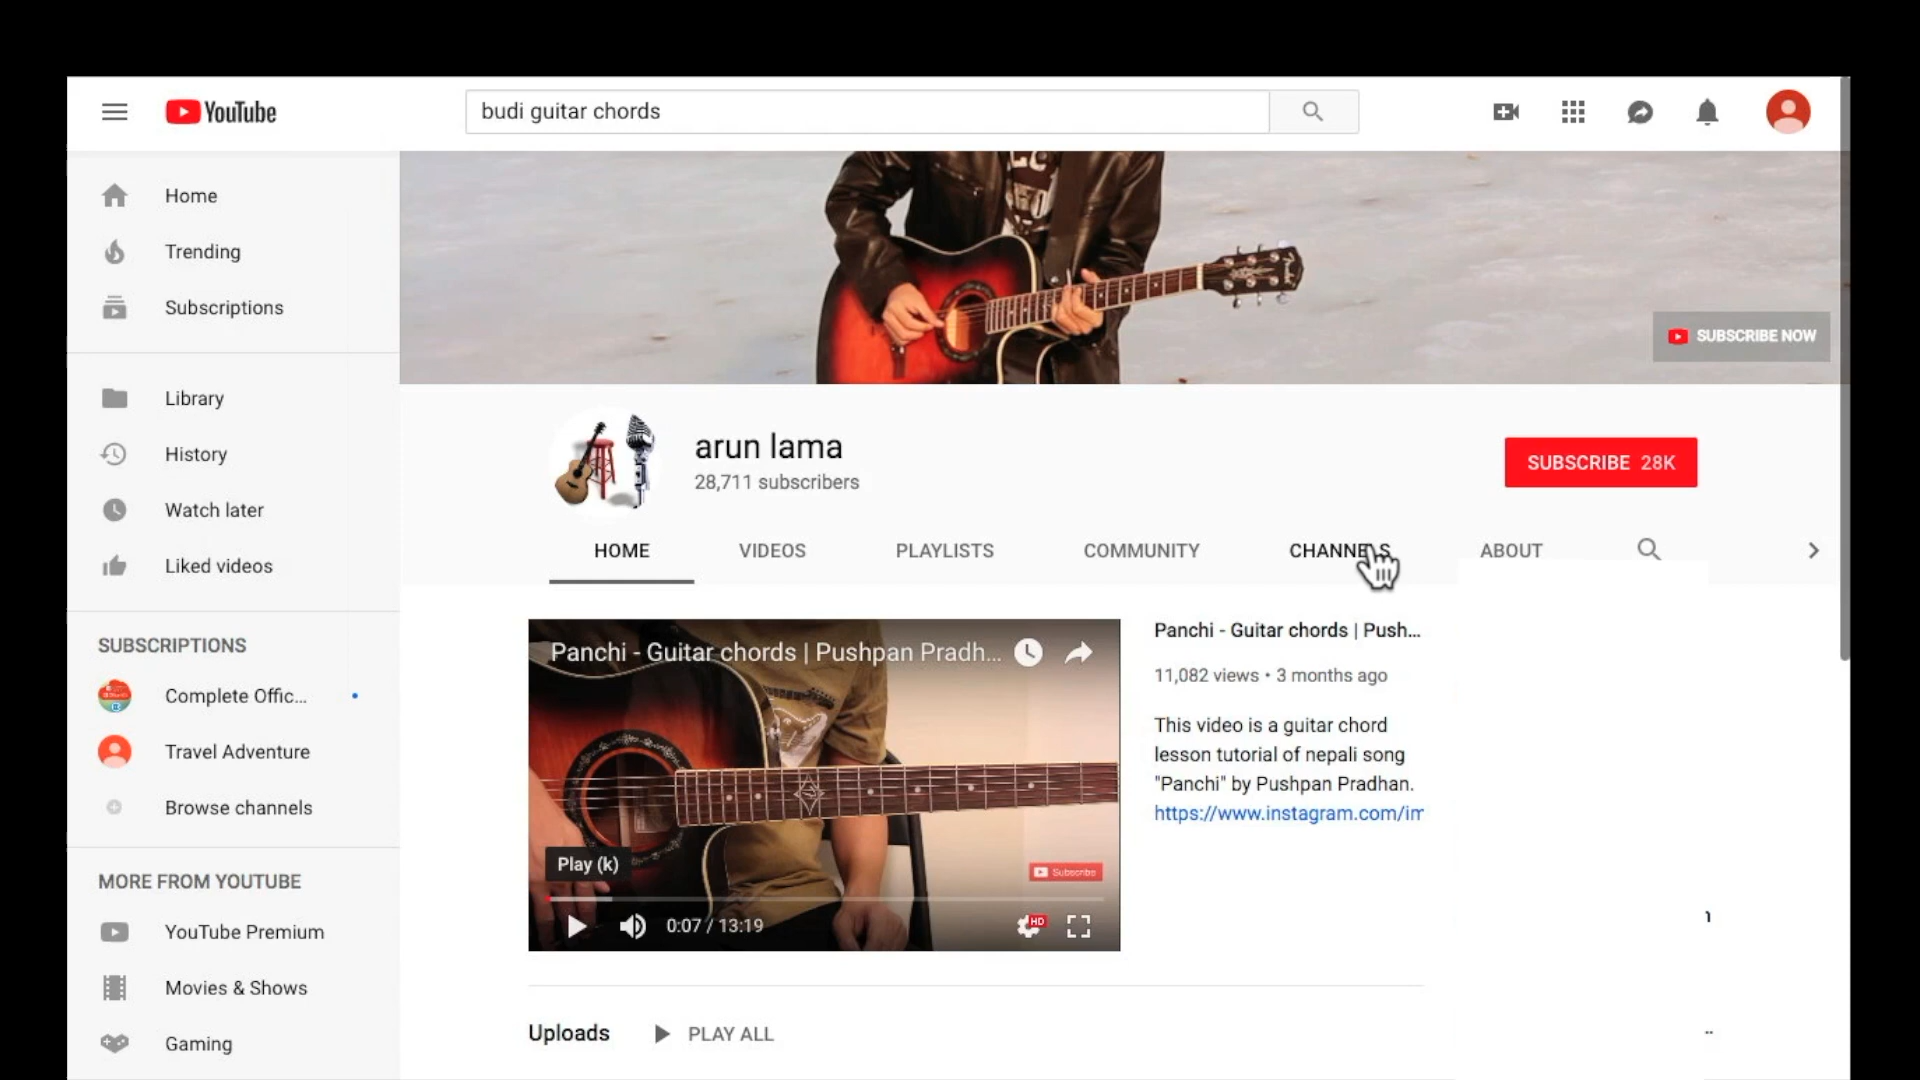 YouTube
budi guitar chords
Home
Trending
Subscriptions
SUBSCRIBE NOW
Library
History
Watch later
Liked videos
arun lama
28,711 subscribers
SUBSCRIBE 28K
HOME VIDEOS PLAYLISTS COMMUNITY CHANNELS ABOUT
SUBSCRIPTIONS
Complete Offic...
Travel Adventure
Browse channels
Panchi - Guitar chords | Pushpan Pradh...
Play (k)
Subscribe
0:07 / 13:19
HD
Panchi - Guitar chords | Push...
11,082 views • 3 months ago
This video is a guitar chord
lesson tutorial of nepali song
"Panchi" by Pushpan Pradhan.
https://www.instagram.com/im
MORE FROM YOUTUBE
YouTube Premium
Movies & Shows
Gaming
Uploads PLAY ALL